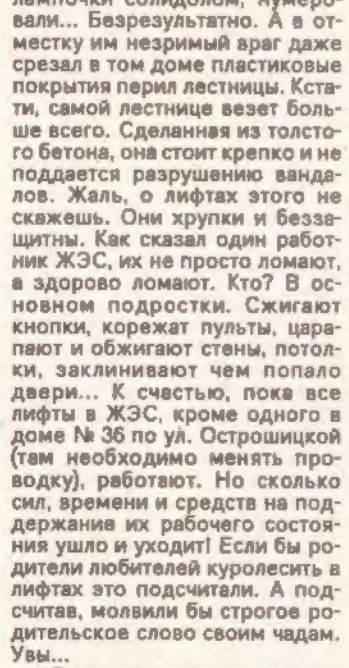 лампочки солидолом, нумеро-
вали... Безрезультатно. А в от-
местку им незримый враг даже
срезал в том доме пластиковые
покрытия перил лестницы. Кста-
ти, самой лестнице везет боль-
ше всего. Сделанная из толсто-
го бетона, она стоит крепко и не
поддается разрушению ванда-
лов. Жаль, о лифтах этого не
скажешь. Они хрупки и безза-
щитны. Как сказал один работ-
ник ЖЭС, их не просто ломают,
а здорово ломают. Кто? В ос-
новном подростки. Сжигают
кнопки, корежат пульты, цара-
пают и обжигают стены, потол-
ки, заклинивают чем попало
двери... К счастью, пока все
лифты в ЖЭС, кроме одного в
доме № 36 по ул. Острошицкой
(там необходимо менять про-
водку), работают. Но сколько
сил, времени и средств на под-
держание их рабочего состоя-
ния ушло и уходит! Если бы ро-
дители любителей куролесить в
лифтах это подсчитали. А под-
считав, молвили бы строгое ро-
дительское слово своим чадам.
Увы...